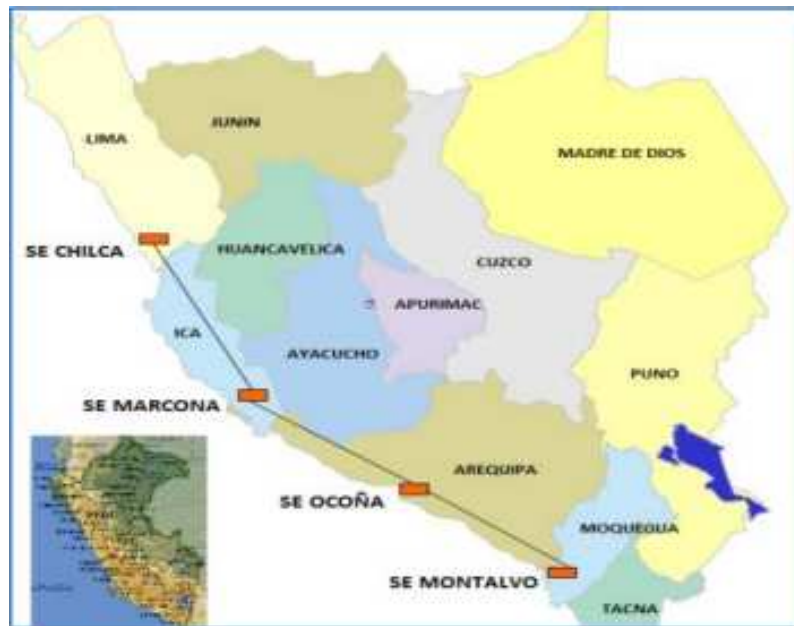 JUNIN
LIMA
MADRE DE DIOS
SE CHILCA
HUANCAVELICA
CUZCO
APURIMAC
ICA
AYACUCHO
PUNO
SE MARCONA
AREQUIPA
SE OCOÑA
MOQUEGUA
SE MONTALVO
TACNA